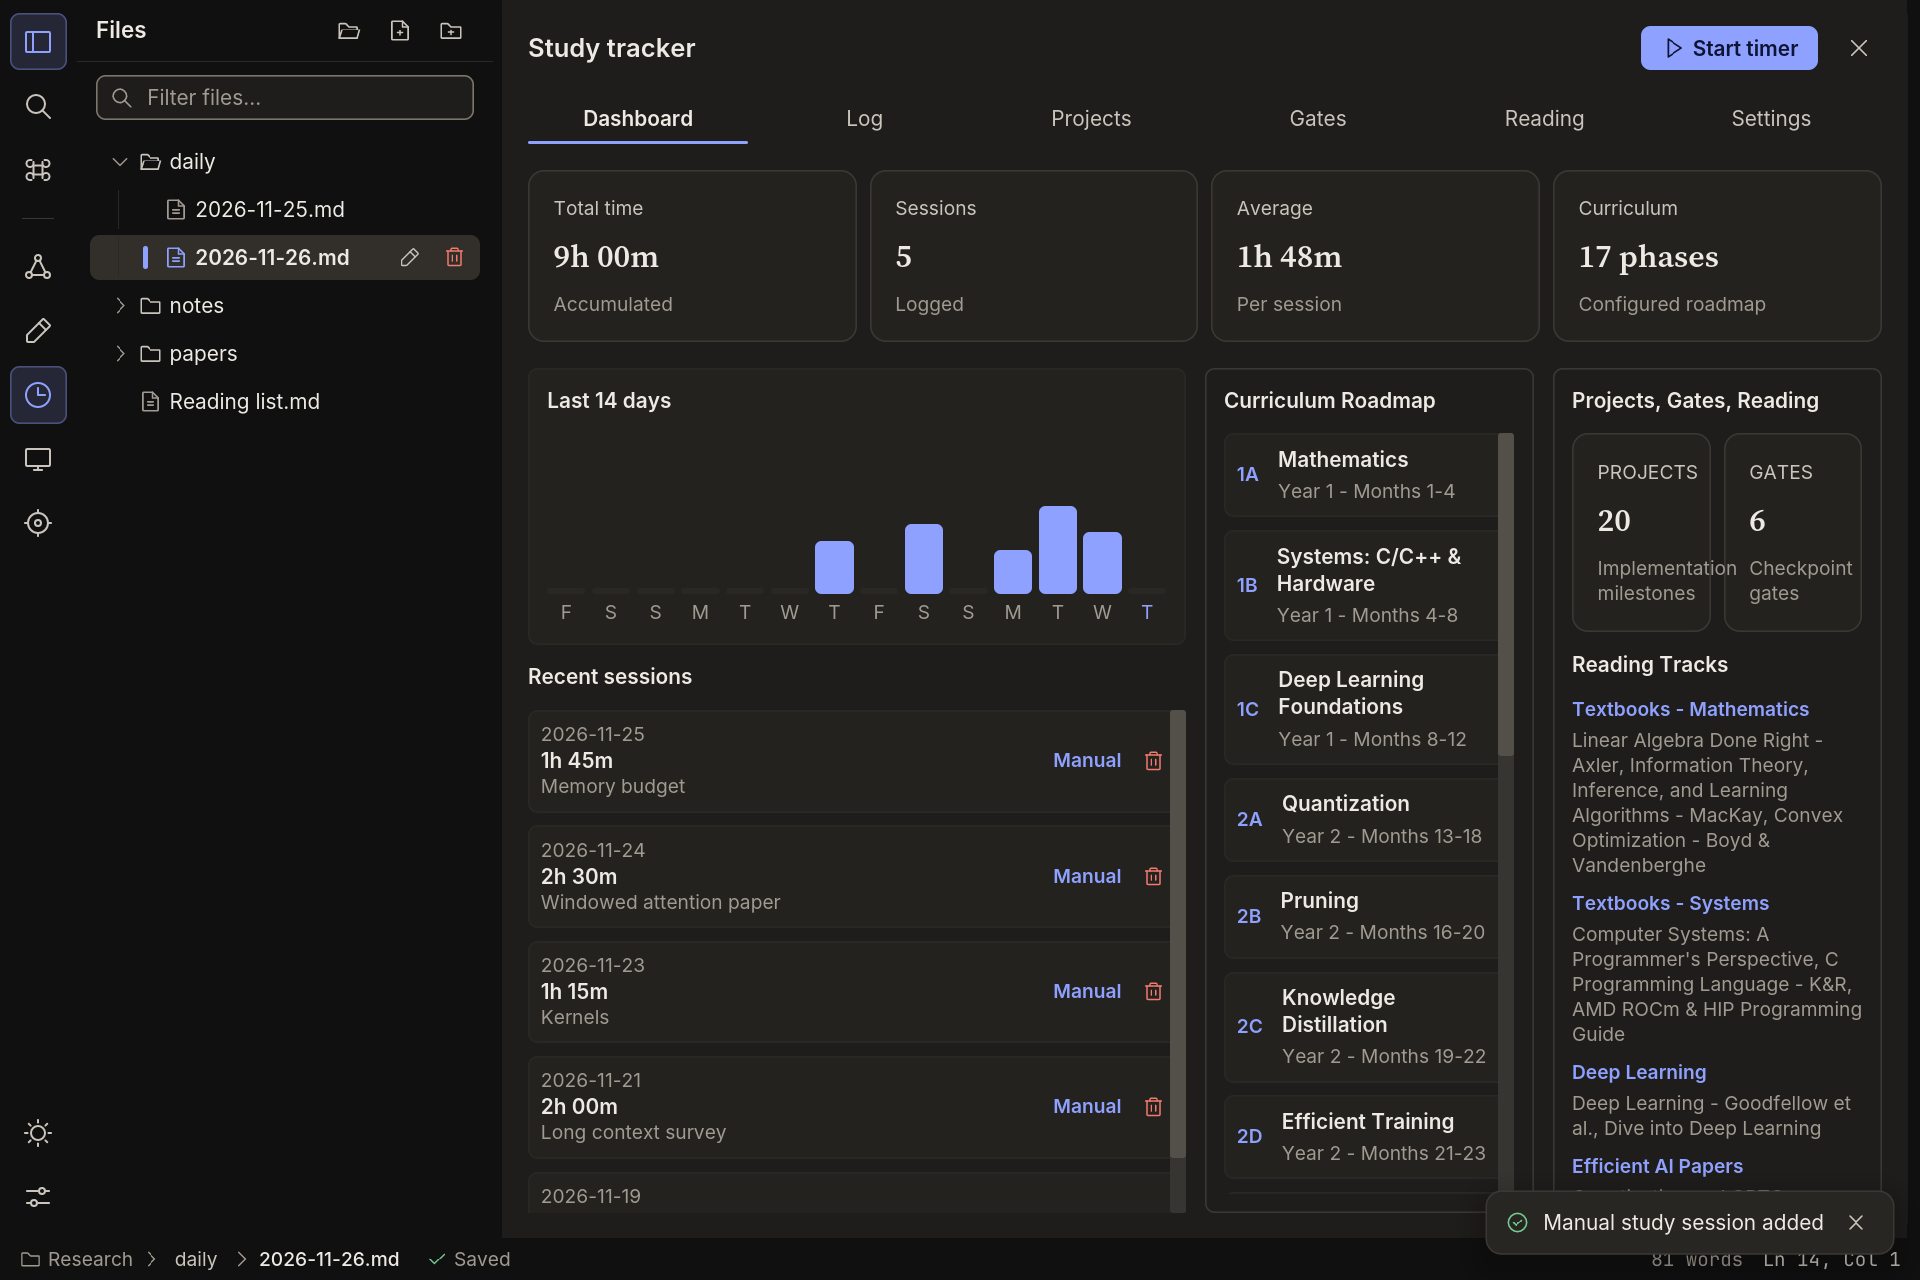 Files
Filter files...
daily
2026-11-25.md
2026-11-26.md
notes
papers
Reading list.md
Study tracker
Start timer
Dashboard
Log
Projects
Gates
Reading
Settings
Total time
9h 00m
Accumulated
Sessions
5
Logged
Average
1h 48m
Per session
Curriculum
17 phases
Configured roadmap
Last 14 days
F S S M T W T F S S M T W T
Recent sessions
2026-11-25
1h 45m
Memory budget
Manual
2026-11-24
2h 30m
Windowed attention paper
Manual
2026-11-23
1h 15m
Kernels
Manual
2026-11-21
2h 00m
Long context survey
Manual
2026-11-19
Curriculum Roadmap
1A
Mathematics
Year 1 - Months 1-4
1B
Systems: C/C++ &
Hardware
Year 1 - Months 4-8
1C
Deep Learning
Foundations
Year 1 - Months 8-12
2A
Quantization
Year 2 - Months 13-18
2B
Pruning
Year 2 - Months 16-20
2C
Knowledge
Distillation
Year 2 - Months 19-22
2D
Efficient Training
Year 2 - Months 21-23
Projects, Gates, Reading
PROJECTS
20
Implementation
milestones
GATES
6
Checkpoint
gates
Reading Tracks
Textbooks - Mathematics
Linear Algebra Done Right -
Axler, Information Theory,
Inference, and Learning
Algorithms - MacKay, Convex
Optimization - Boyd &
Vandenberghe
Textbooks - Systems
Computer Systems: A
Programmer's Perspective, C
Programming Language - K&R,
AMD ROCm & HIP Programming
Guide
Deep Learning
Deep Learning - Goodfellow et
al., Dive into Deep Learning
Efficient AI Papers
Manual study session added
Research
daily
2026-11-26.md
Saved
81 words
Ln 14, Col 1